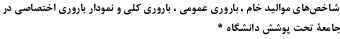 شاخص‌های موالید خام ، باروری عمومی ، باروری کلی و نمودار باروری اختصاصی در
جامعهٔ تحت پوشش دانشگاه *